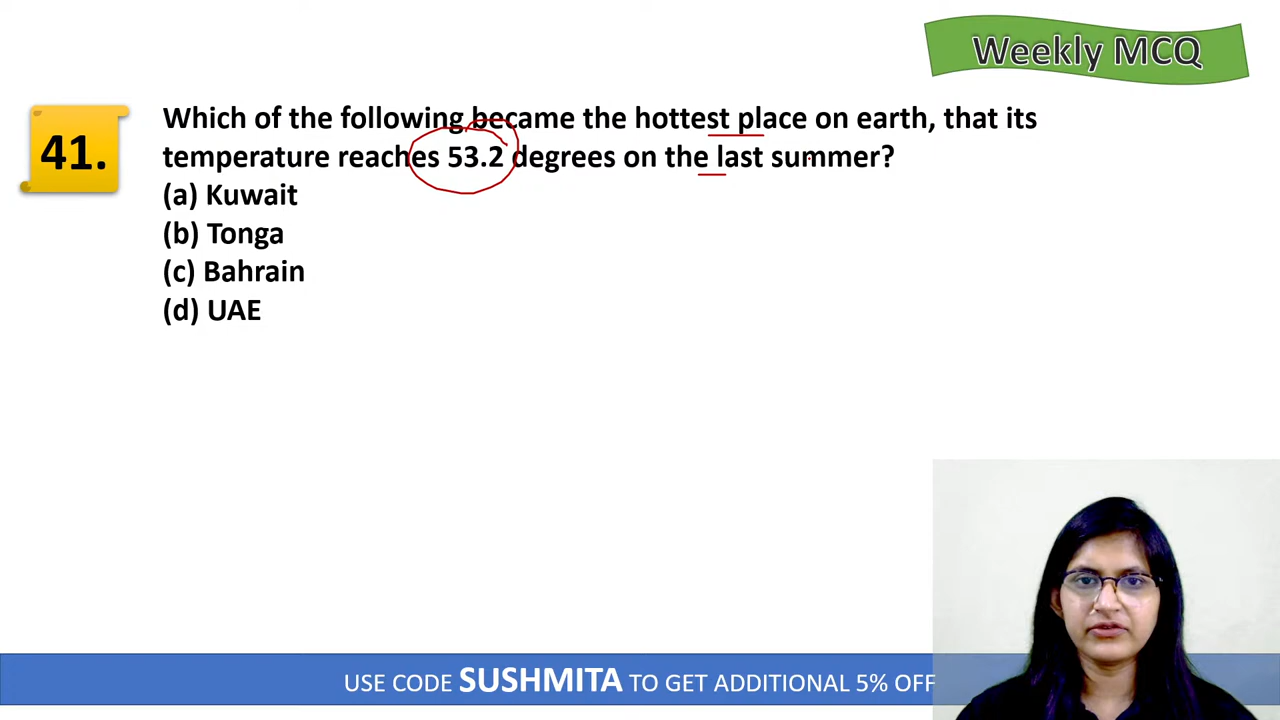 Weekly MCQ
41.
Which of the following became the hottest place on earth, that its
temperature reaches 53.2 degrees on the last summer?
(a) Kuwait
(b) Tonga
(c) Bahrain
(d) UAE
USE CODE SUSHMITA TO GET ADDITIONAL 5% OFF